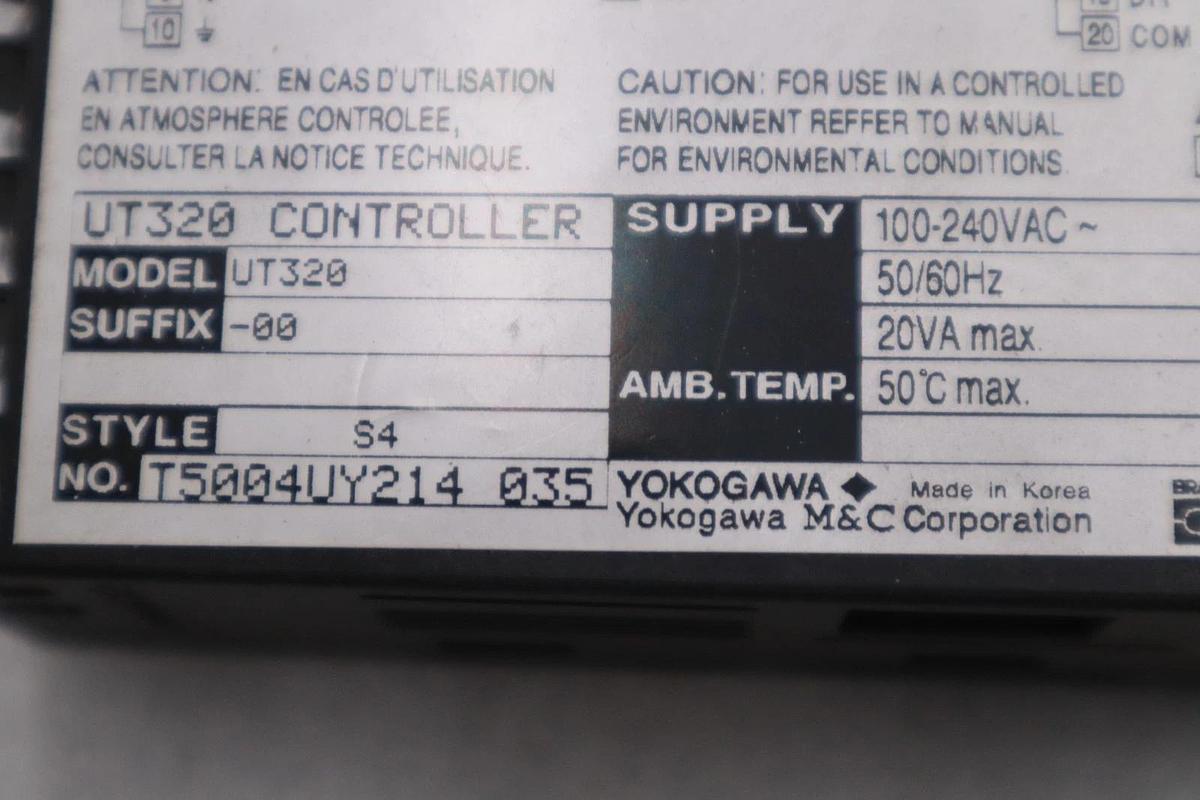 10
20 COM
ATTENTION: EN CAS D'UTILISATION
EN ATMOSPHERE CONTROLEE,
CONSULTER LA NOTICE TECHNIQUE.
CAUTION: FOR USE IN A CONTROLLED
ENVIRONMENT REFFER TO MANUAL
FOR ENVIRONMENTAL CONDITIONS.
UT320 CONTROLLER
MODEL UT320
SUFFIX -00
STYLE S4
NO. T5004UY214 035
SUPPLY 100-240VAC ~
50/60Hz
20VA max.
AMB.TEMP. 50°C max.
YOKOGAWA ◆ Made in Korea
Yokogawa M&C Corporation